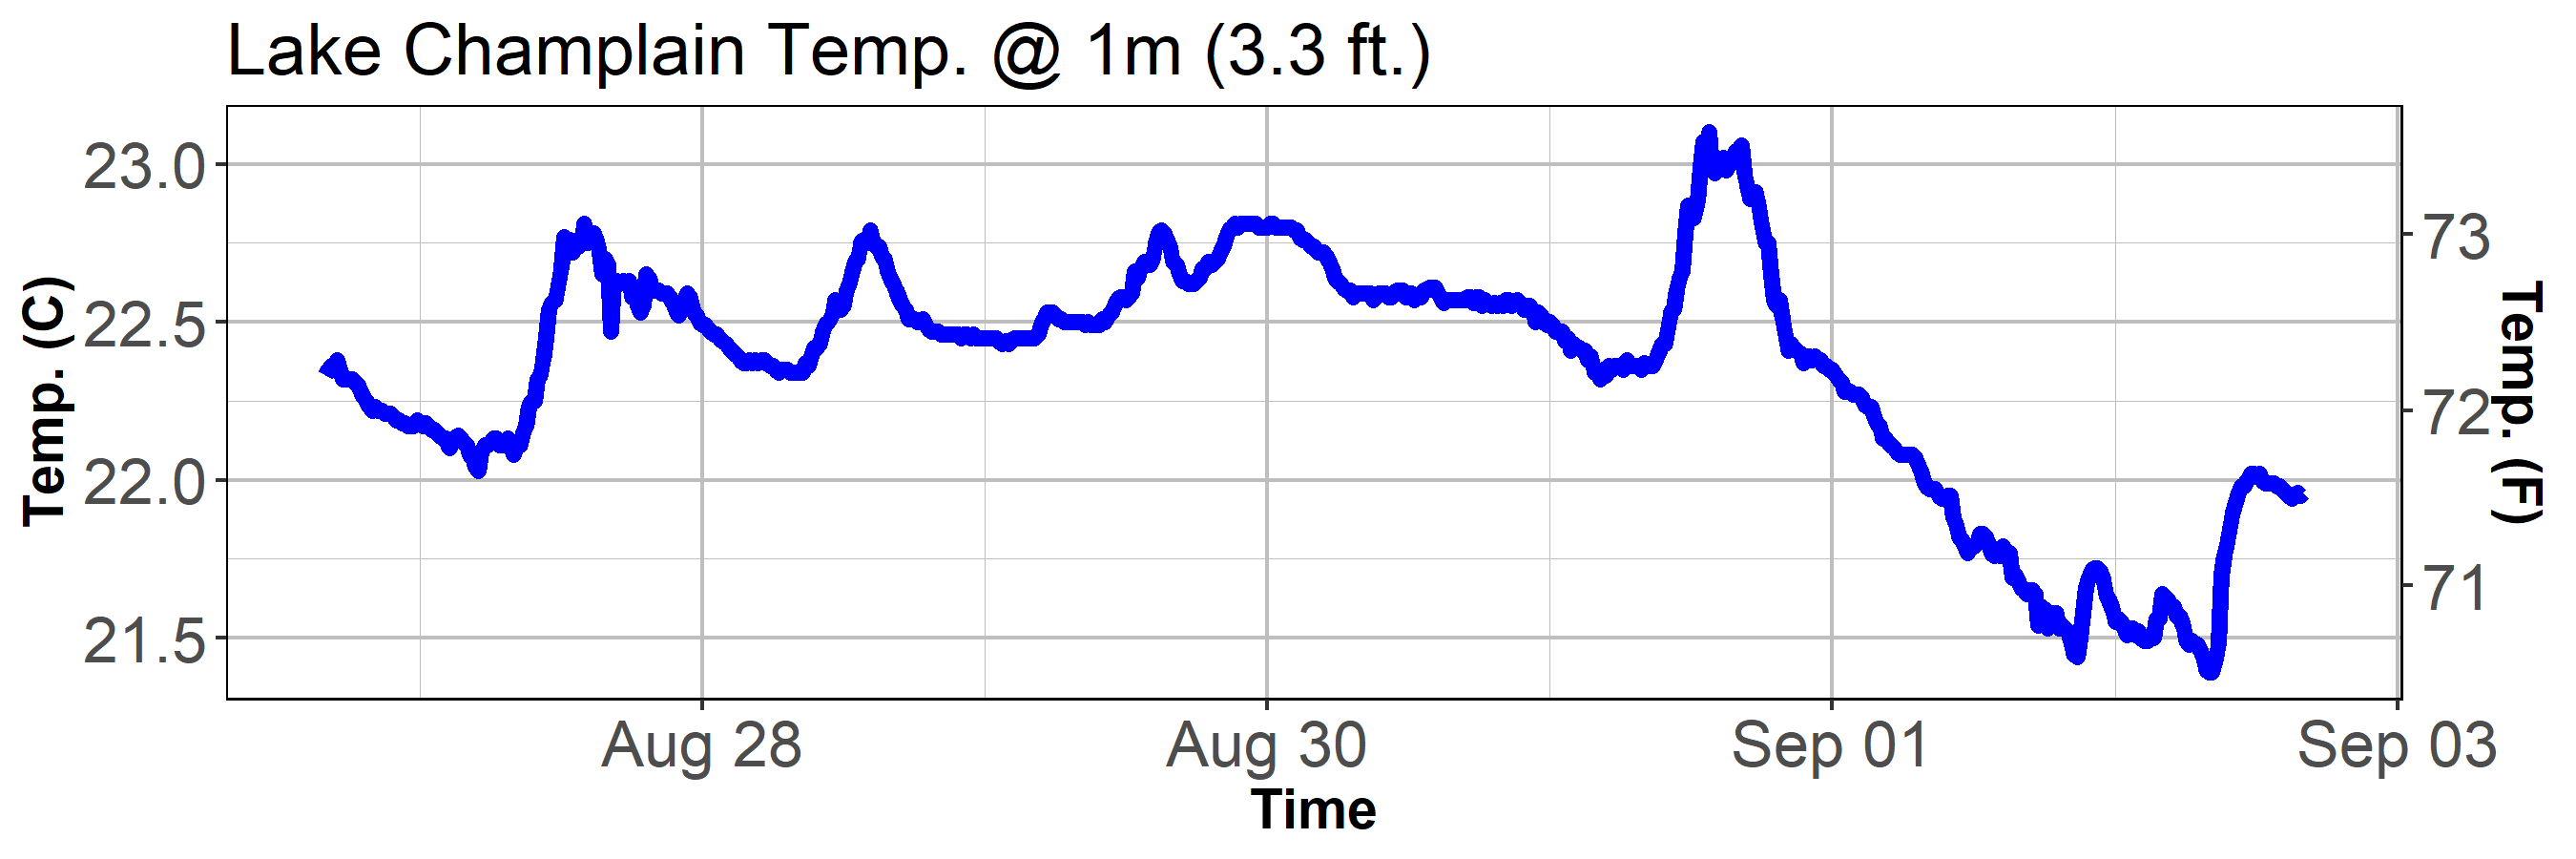 Lake Champlain Temp. @ 1m (3.3 ft.)
Temp. (C)
23.0
22.5
22.0
21.5
73
72
71
Temp. (F)
Aug 28
Aug 30
Sep 01
Sep 03
Time